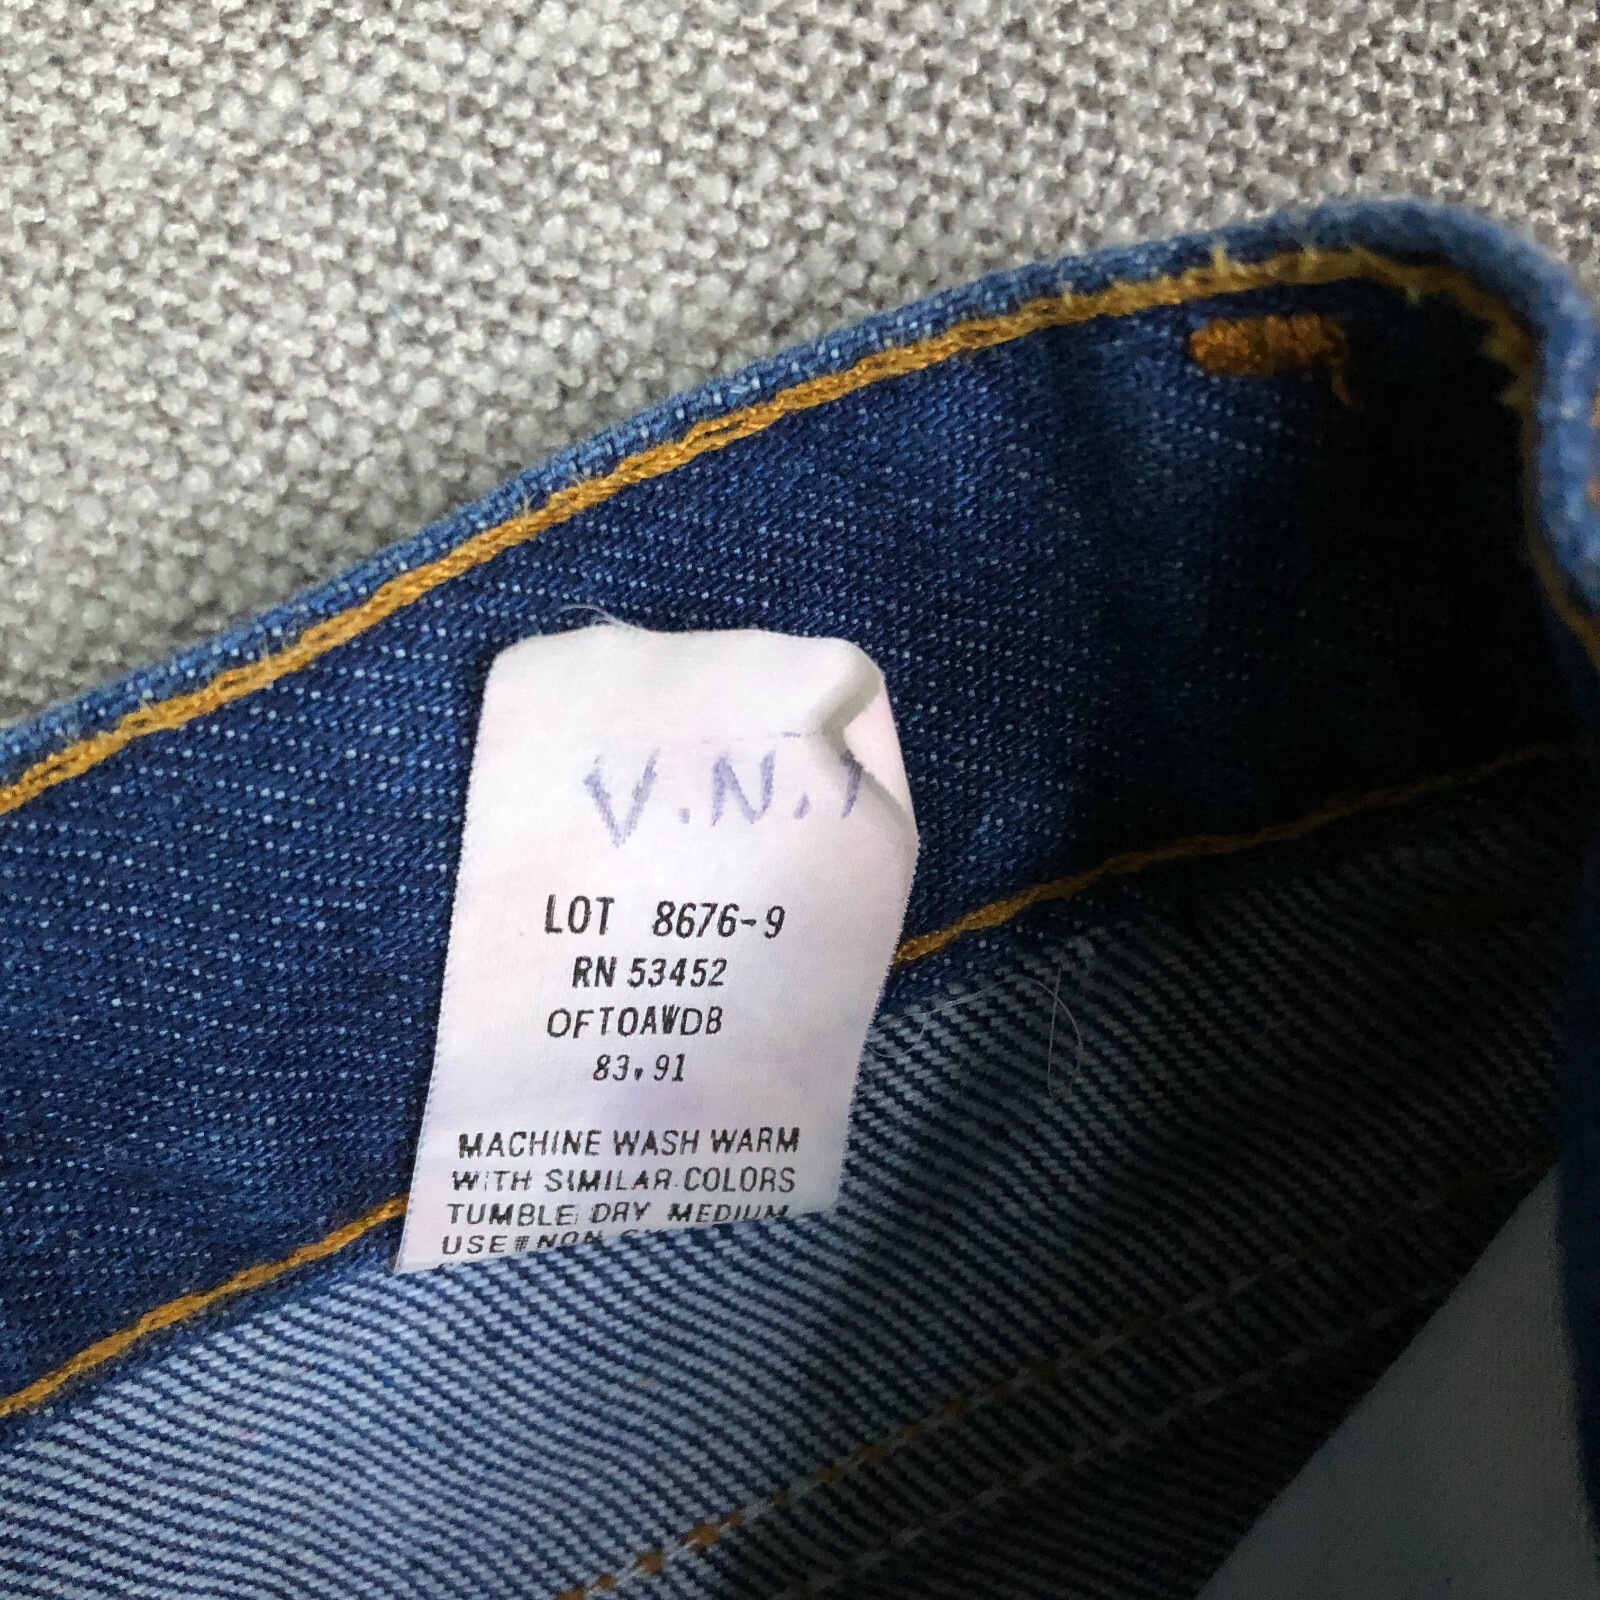 V.N.
LOT 8676-9
RN 53452
OFTOAWDB
83.91
MACHINE WASH WARM
WITH SIMILAR COLORS
TUMBLE DRY MEDIUM
USE